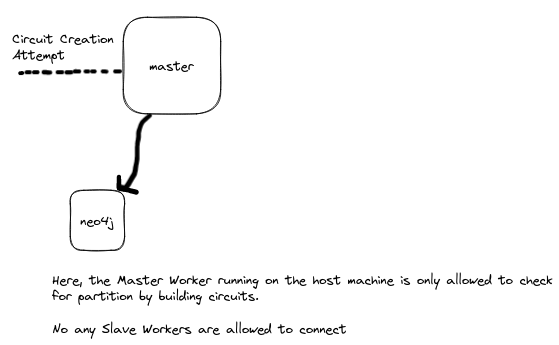 Circuit Creation
Attempt
master
neo4j
Here, the Master Worker running on the host machine is only allowed to check
for partition by building circuits.
No any Slave Workers are allowed to connect